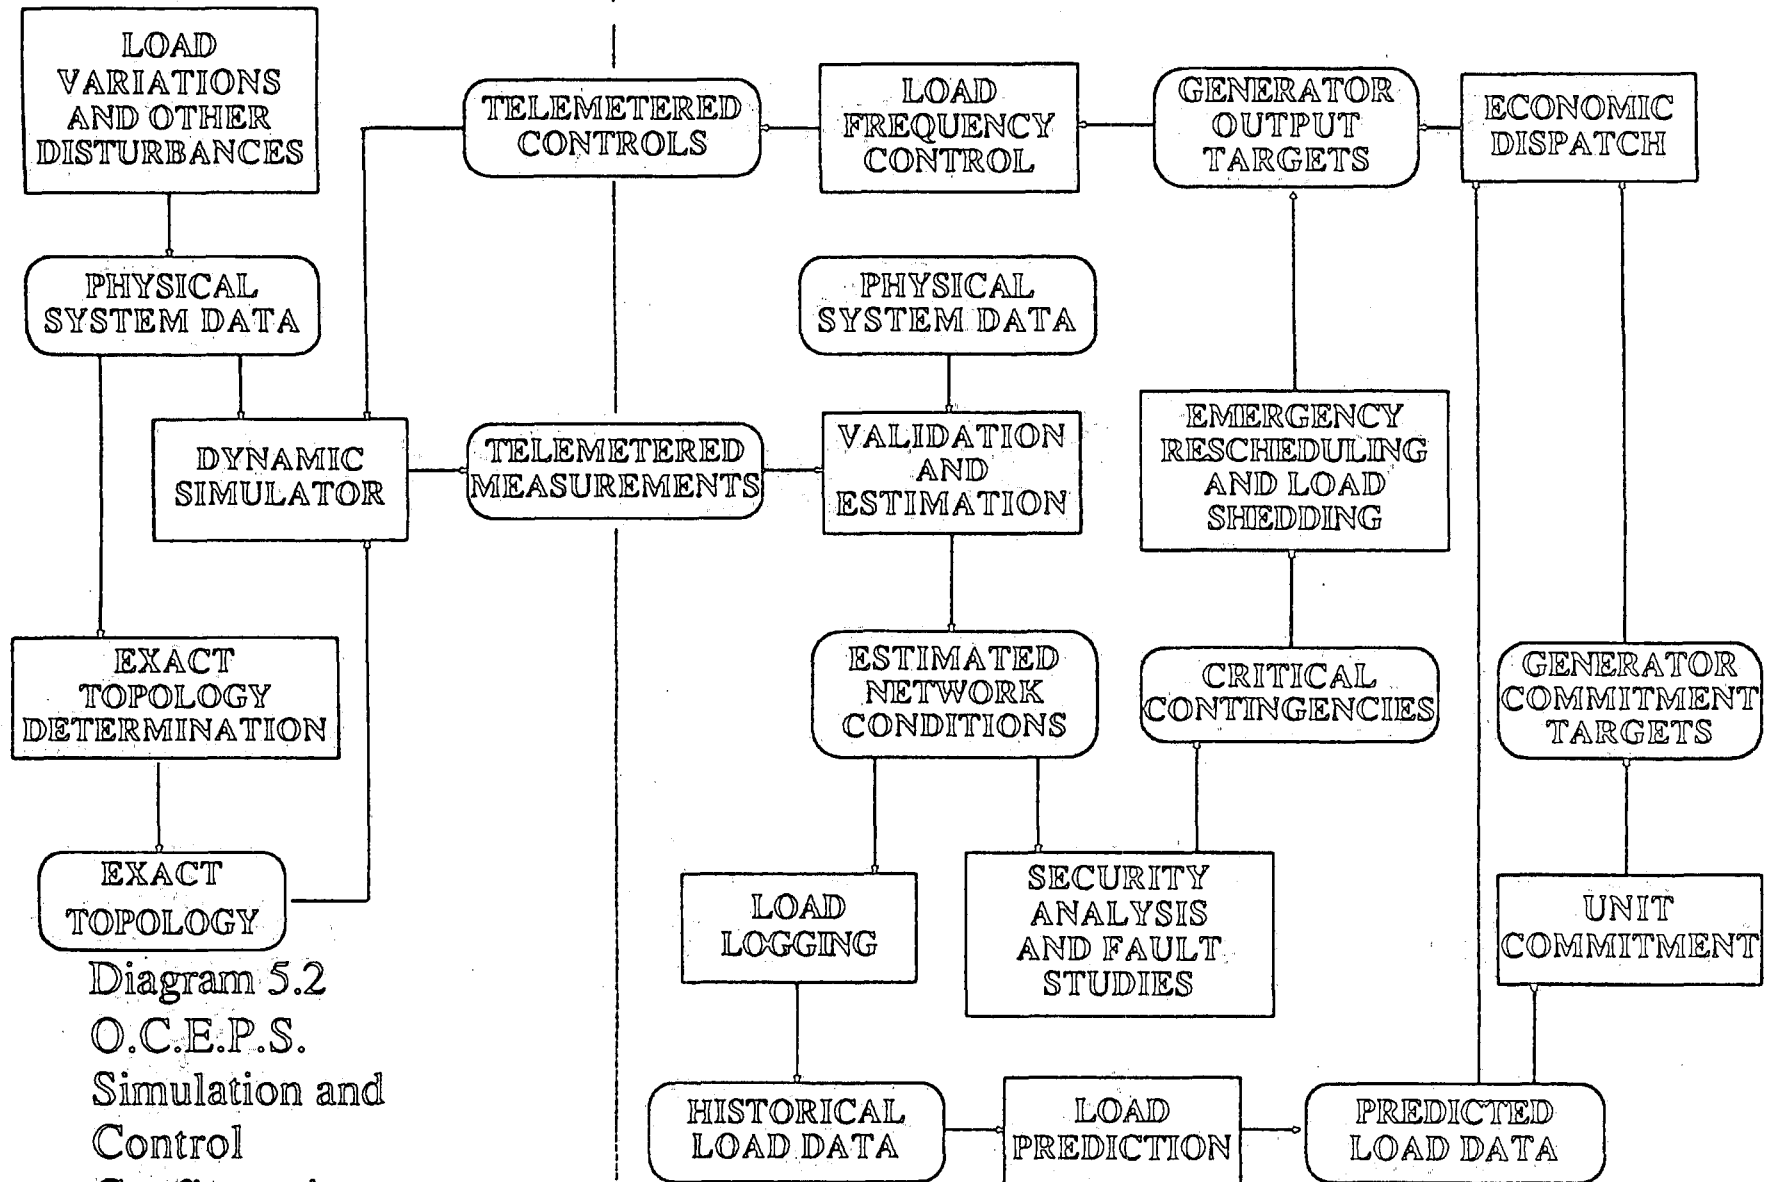 LOAD
VARIATIONS
AND OTHER
DISTURBANCES
TELEMETERED
CONTROLS
LOAD
FREQUENCY
CONTROL
GENERATOR
OUTPUT
TARGETS
ECONOMIC
DISPATCH
PHYSICAL
SYSTEM DATA
PHYSICAL
SYSTEM DATA
DYNAMIC
SIMULATOR
TELEMETERED
MEASUREMENTS
VALIDATION
AND
ESTIMATION
EMERGENCY
RESCHEDULING
AND LOAD
SHEDDING
EXACT
TOPOLOGY
DETERMINATION
ESTIMATED
NETWORK
CONDITIONS
CRITICAL
CONTINGENCIES
GENERATOR
COMMITMENT
TARGETS
EXACT
TOPOLOGY
LOAD
LOGGING
SECURITY
ANALYSIS
AND FAULT
STUDIES
UNIT
COMMITMENT
HISTORICAL
LOAD DATA
LOAD
PREDICTION
PREDICTED
LOAD DATA
Diagram 5.2
O.C.E.P.S.
Simulation and
Control